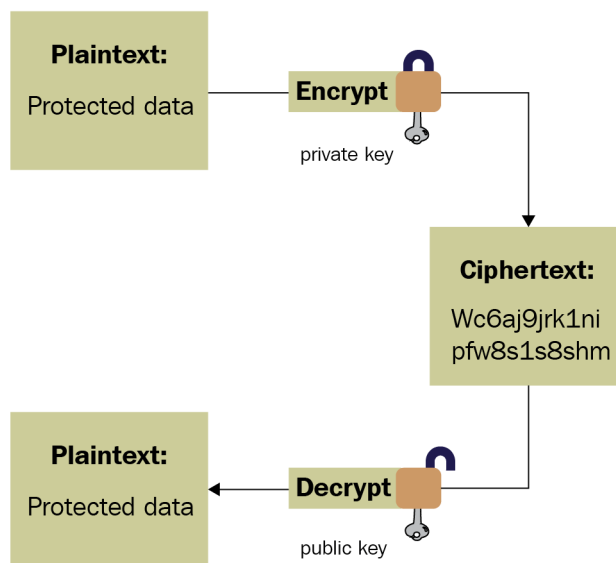 Plaintext:
Protected data
Encrypt
private key
Ciphertext:
Wc6aj9jrk1ni
pfw8s1s8shm
Plaintext:
Protected data
Decrypt
public key